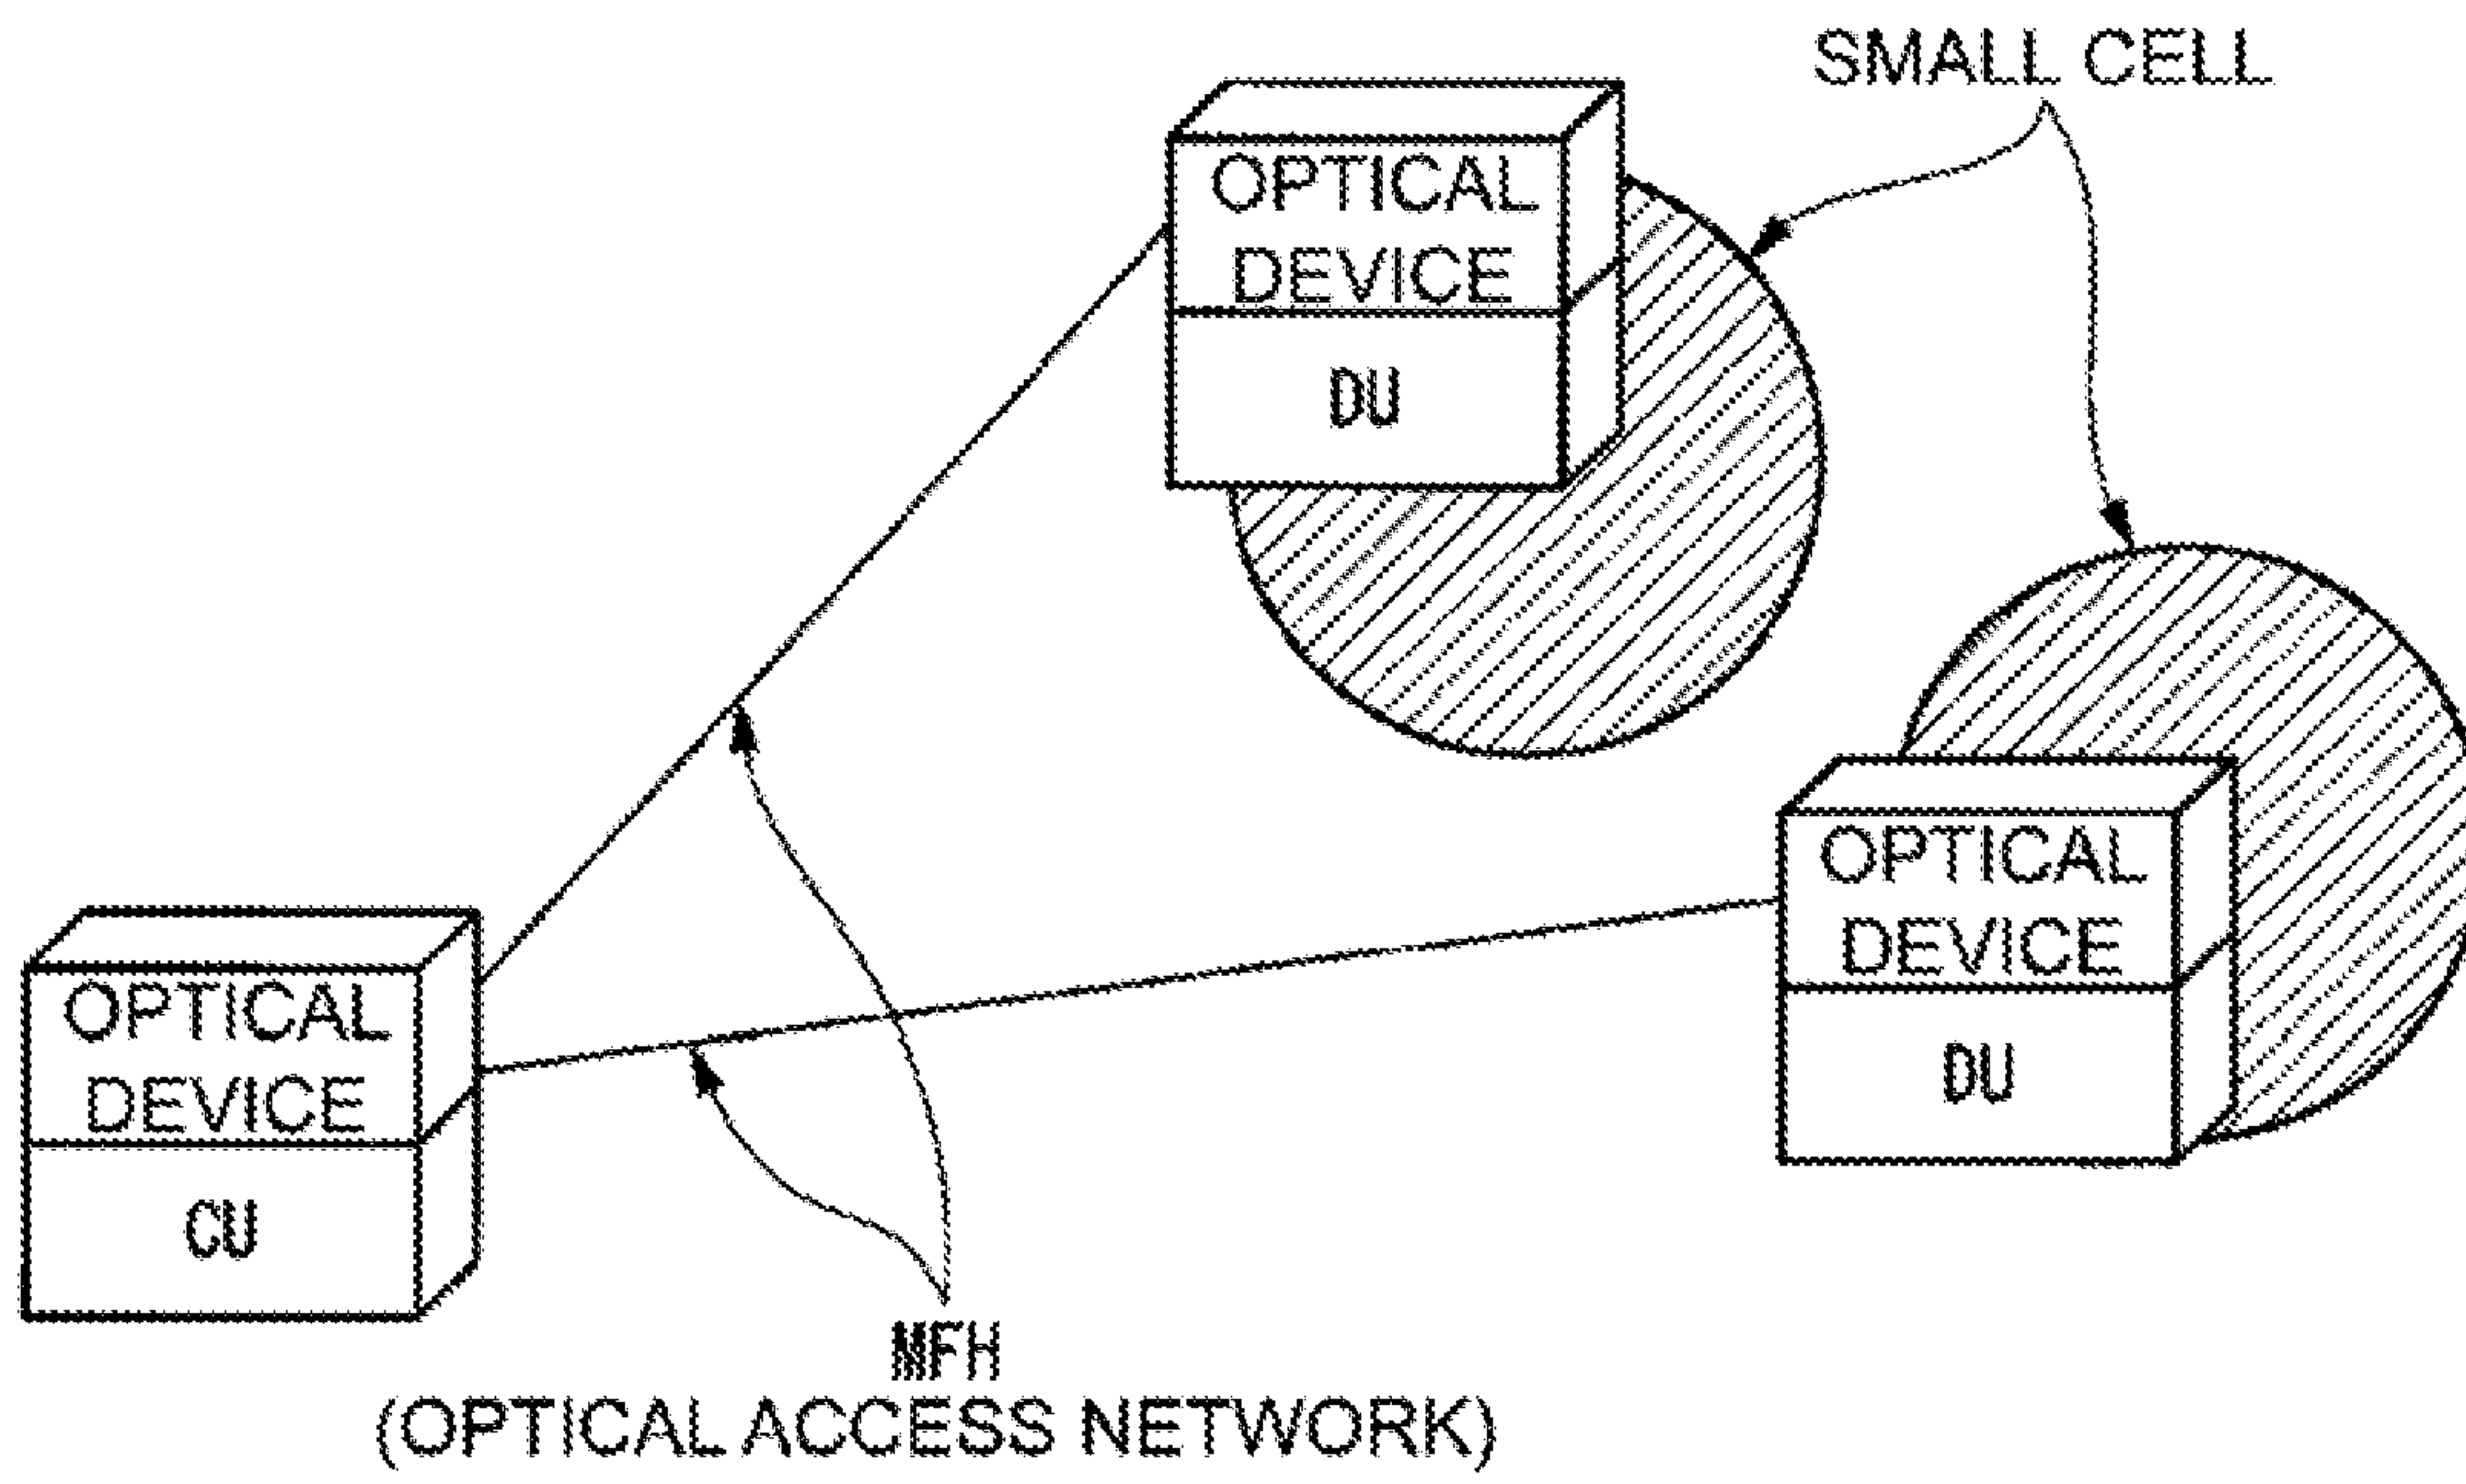 SMALL CELL
OPTICAL
DEVICE
DU
OPTICAL
DEVICE
DU
OPTICAL
DEVICE
CU
MFH
(OPTICAL ACCESS NETWORK)